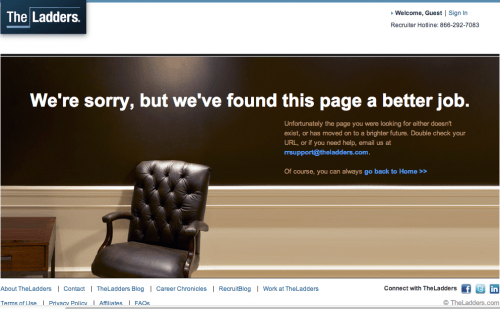 The Ladders.
› Welcome, Guest | Sign In
Recruiter Hotline: 866-292-7083
We're sorry, but we've found this page a better job.
Unfortunately the page you were looking for either doesn't
exist, or has moved on to a brighter future. Double check your
URL, or if you need help, email us at
rrsupport@theladders.com.
Of course, you can always go back to Home >>
About TheLadders | Contact | TheLadders Blog | Career Chronicles | RecruitBlog | Work at TheLadders
Connect with TheLadders
Terms of Use | Privacy Policy | Affiliates | FAQs
© TheLadders.com